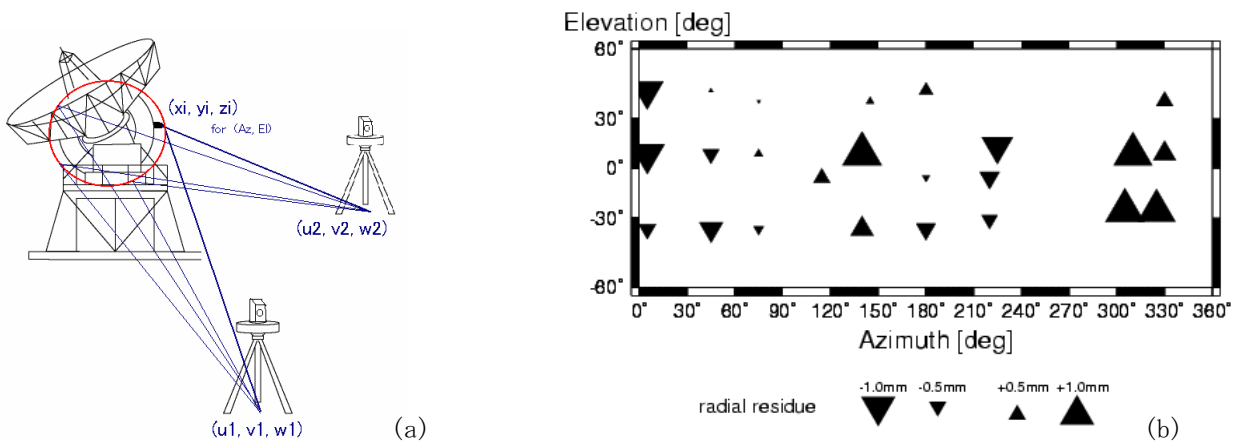 (xi, yi, zi)
for (Az, El)
(u2, v2, w2)
(u1, v1, w1)
(a)
Elevation [deg]
60°
30°
0°
-30°
-60°
0° 30° 60° 90° 120° 150° 180° 210° 240° 270° 300° 330° 360°
Azimuth [deg]
-1.0mm -0.5mm +0.5mm +1.0mm
radial residue
(b)